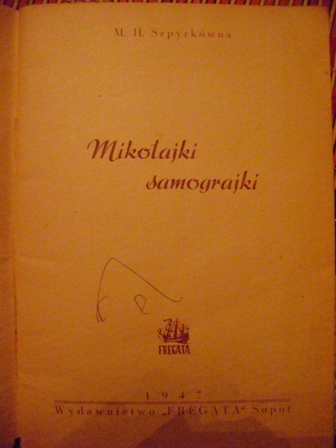 M. H. Szpyrkówna
Mikołajki
samograjki
FREGATA
1947
Wydawnictwo „FREGATA" Sopot